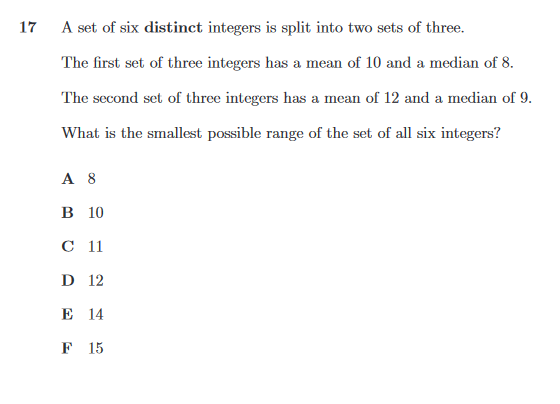 17 A set of six distinct integers is split into two sets of three.
The first set of three integers has a mean of 10 and a median of 8.
The second set of three integers has a mean of 12 and a median of 9.
What is the smallest possible range of the set of all six integers?
A 8
B 10
C 11
D 12
E 14
F 15